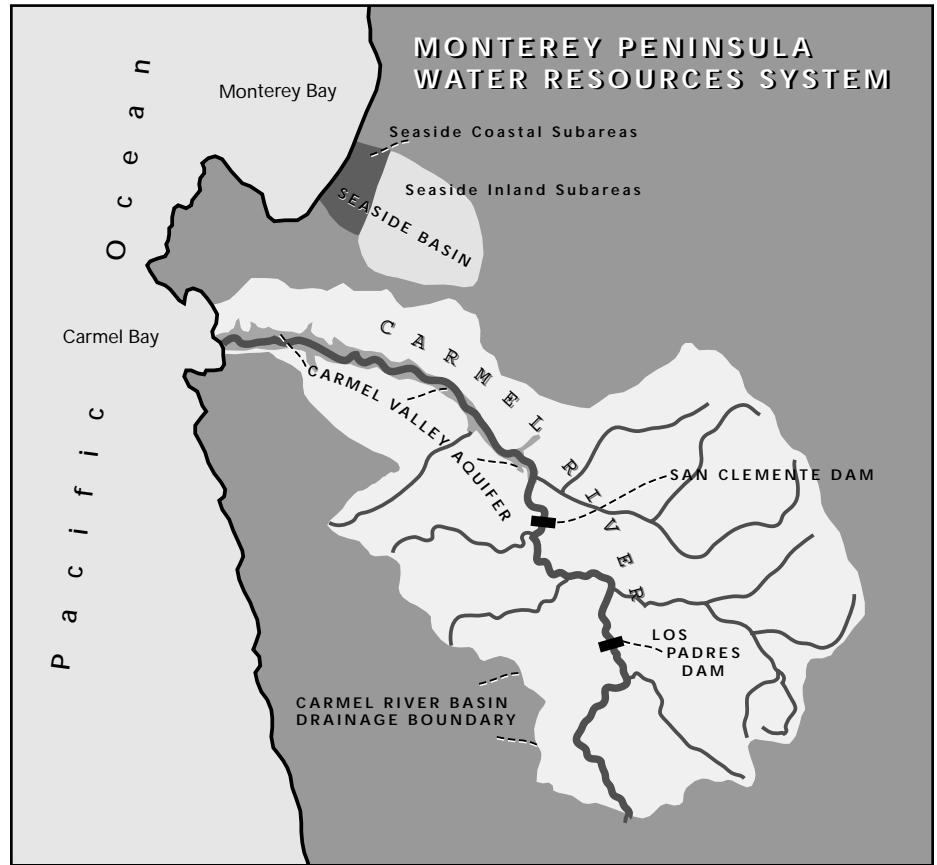 MONTEREY PENINSULA
WATER RESOURCES SYSTEM
Monterey Bay
Pacific Ocean
Seaside Coastal Subareas
Seaside Inland Subareas
SEASIDE BASIN
Carmel Bay
CARMEL RIVER
CARMEL VALLEY AQUIFER
SAN CLEMENTE DAM
LOS
PADRES
DAM
CARMEL RIVER BASIN
DRAINAGE BOUNDARY